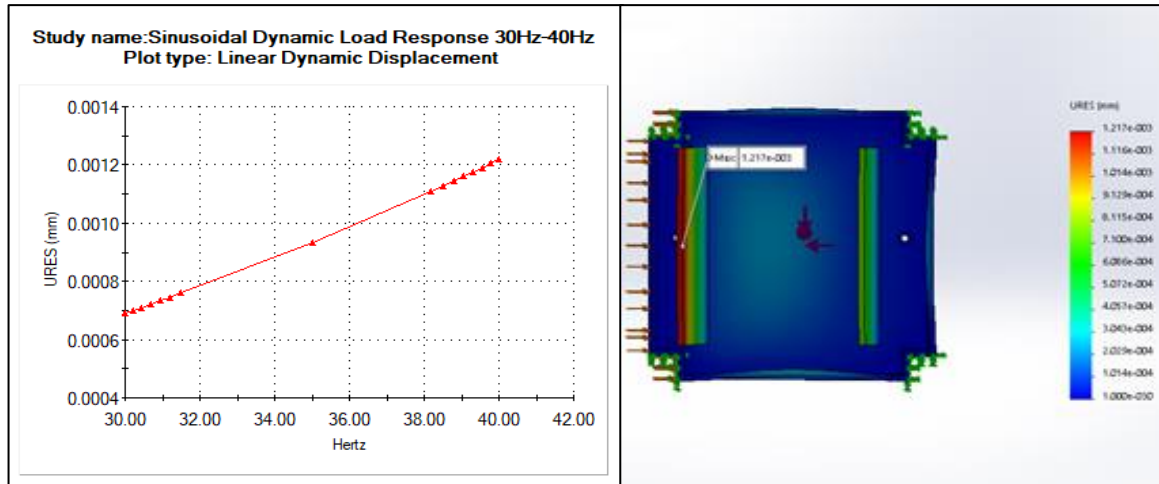 Study name:Sinusoidal Dynamic Load Response 30Hz-40Hz
Plot type: Linear Dynamic Displacement
0.0014
0.0012
0.0010
0.0008
0.0006
0.0004
URES (mm)
30.00 32.00 34.00 36.00 38.00 40.00 42.00
Hertz
1.217e-003
URES (mm)
1.217e-003
1.116e-003
1.014e-003
9.129e-004
8.115e-004
7.100e-004
6.086e-004
5.072e-004
4.057e-004
3.043e-004
2.029e-004
1.014e-004
1.000e-030